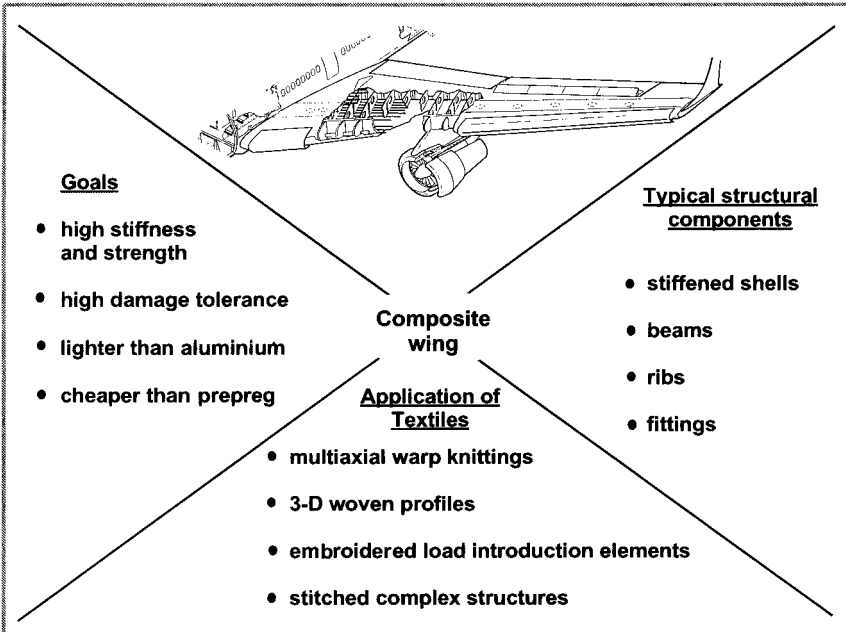 Goals
• high stiffness
and strength
• high damage tolerance
• lighter than aluminium
• cheaper than prepreg
Typical structural
components
• stiffened shells
• beams
• ribs
• fittings
Composite
wing
Application of
Textiles
• multiaxial warp knittings
• 3-D woven profiles
• embroidered load introduction elements
• stitched complex structures